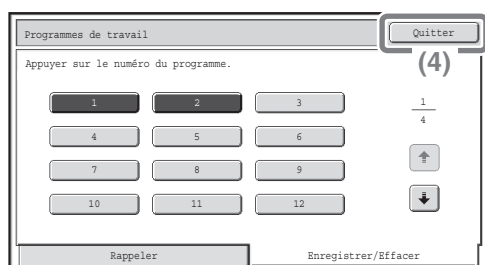 Programmes de travail
Quitter
(4)
Appuyer sur le numéro du programme.
1 2 3
1
4
4 5 6
7 8 9
10 11 12
Rappeler Enregistrer/Effacer